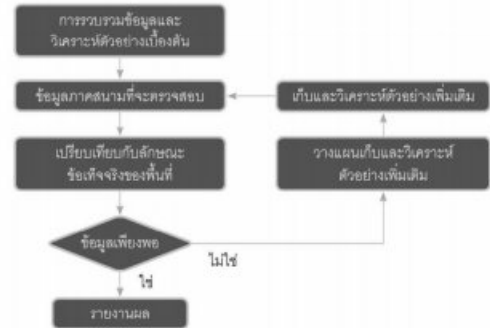 การรวบรวมข้อมูลและ
วิเคราะห์ตัวอย่างเบื้องต้น
ข้อมูลภาคสนามที่จะตรวจสอบ
เก็บและวิเคราะห์ตัวอย่างเพิ่มเติม
เปรียบเทียบกับลักษณะ
ข้อเท็จจริงของพื้นที่
วางแผนเก็บและวิเคราะห์
ตัวอย่างเพิ่มเติม
ข้อมูลเพียงพอ
ไม่ใช่
ใช่
รายงานผล